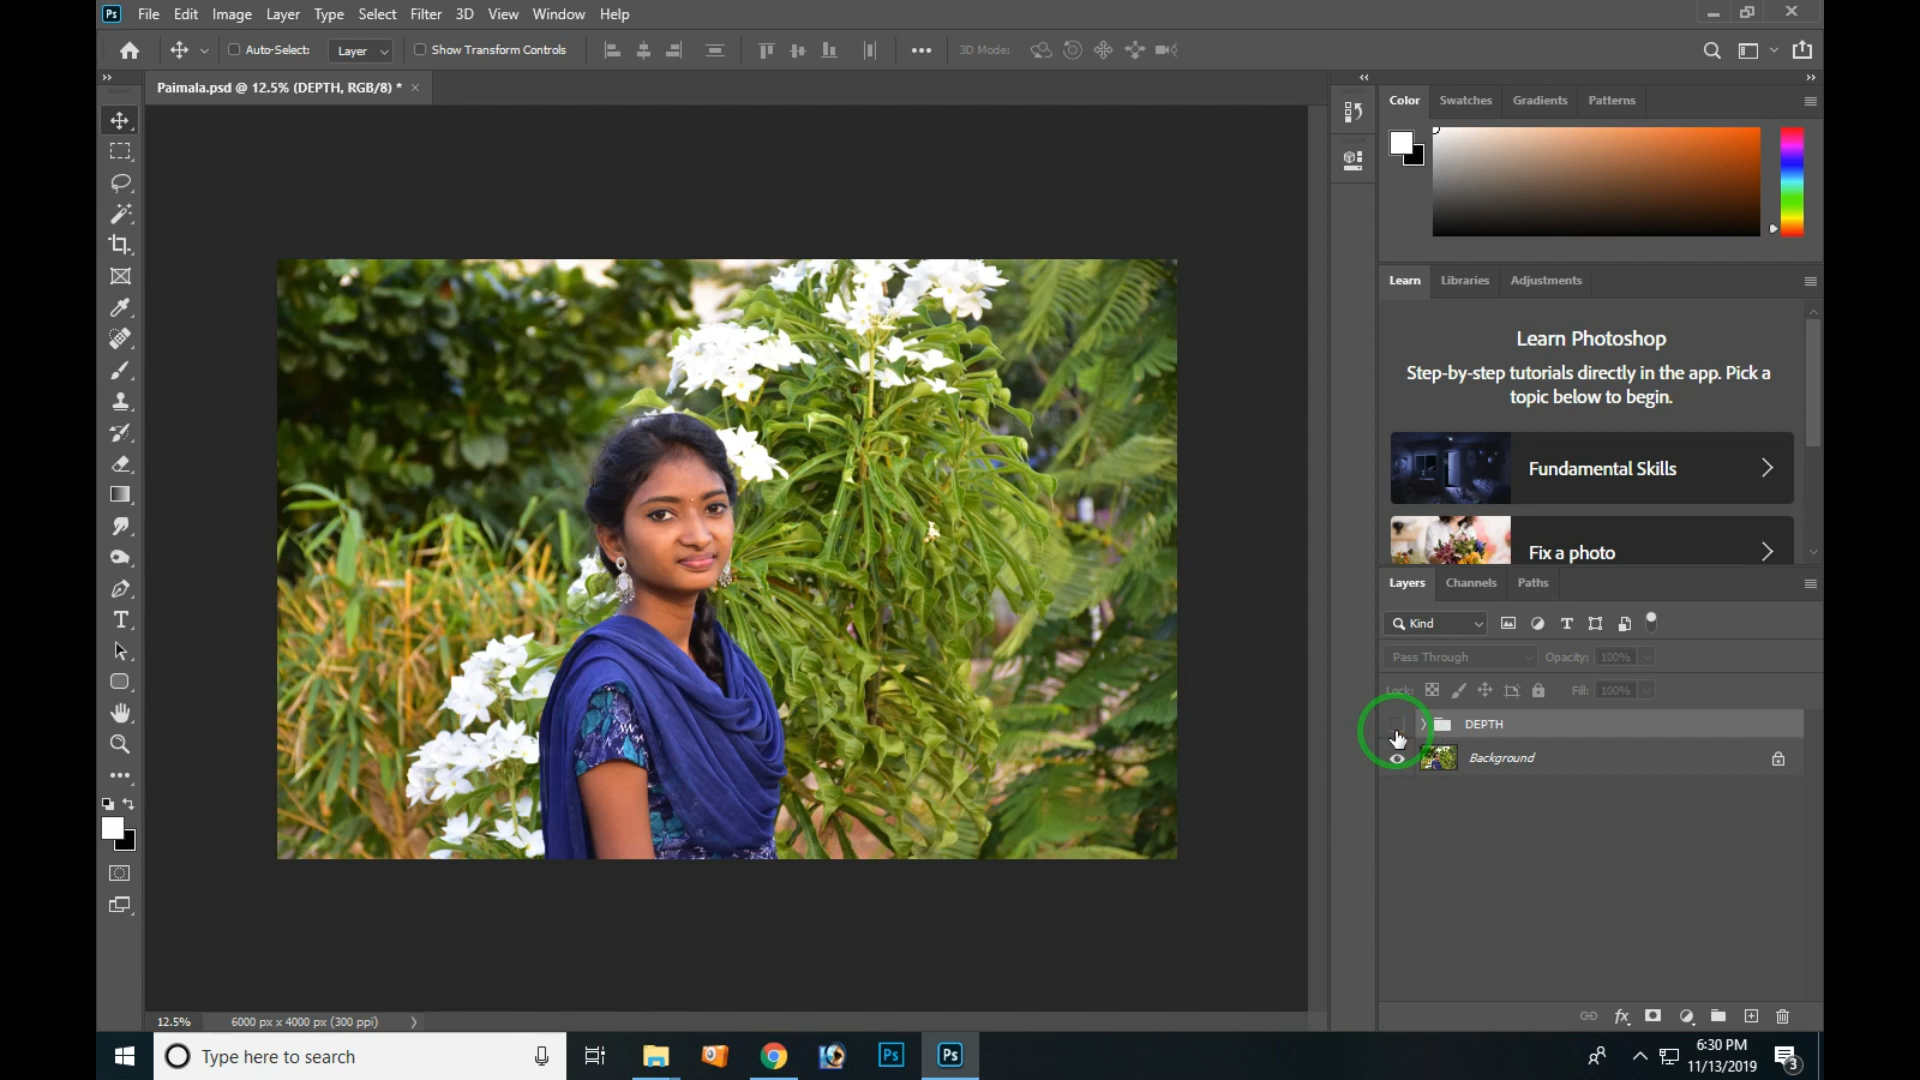 Ps File Edit Image Layer Type Select Filter 3D View Window Help
Auto-Select: Layer Show Transform Controls 3D Mode:
Paimala.psd @ 12.5% (DEPTH, RGB/8) *
Color Swatches Gradients Patterns
Learn Libraries Adjustments
Learn Photoshop
Step-by-step tutorials directly in the app. Pick a
topic below to begin.
Fundamental Skills
Fix a photo
Layers Channels Paths
Kind
Pass Through Opacity: 100%
Lock: Fill: 100%
DEPTH
Background
12.5% 6000 px x 4000 px (300 ppi)
Type here to search
Ps
Ps
6:30 PM
11/13/2019
3